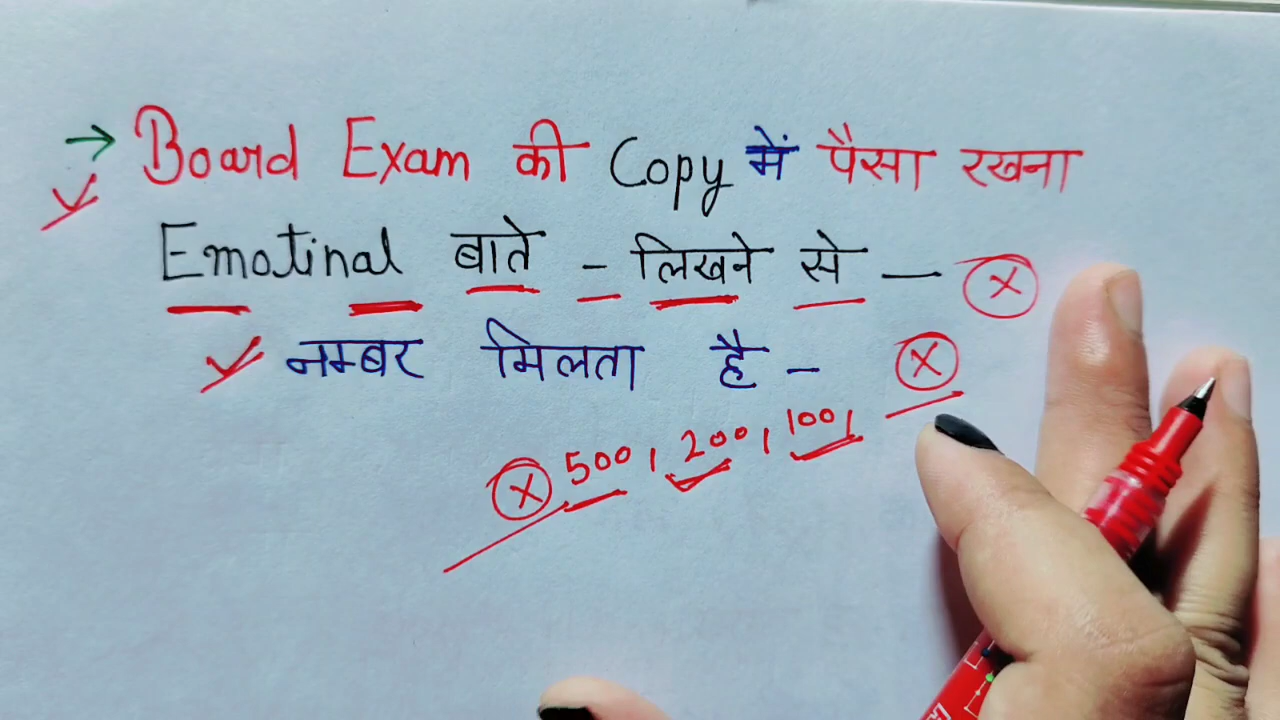 → Board Exam की Copy में पैसा रखना
Emotinal बाते - लिखने से - ×
नम्बर मिलता है - ×
× 500, 200, 100,